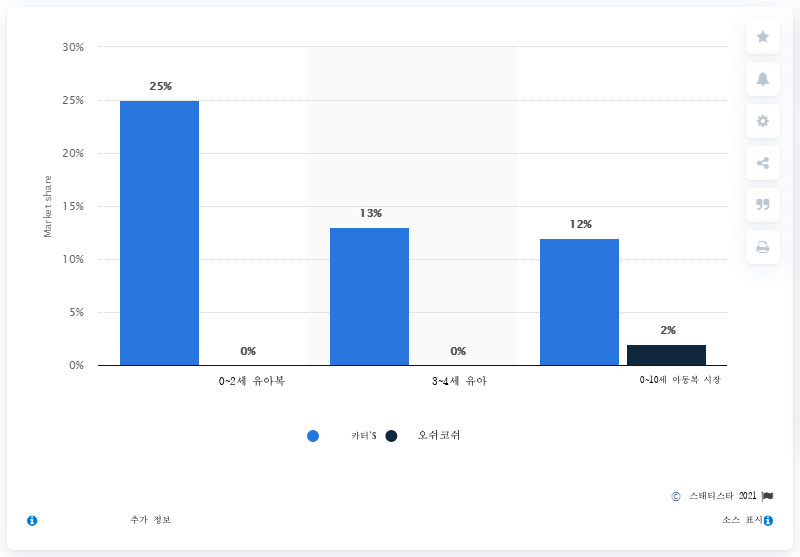 30%
25%
25%
20%
15%
13%
12%
10%
5%
2%
0%
0%
0%
Market share
0~2세 유아복
3~4세 유아
0~10세 아동복 시장
카터'S
오쉬코쉬
© 스태티스타 2021
추가 정보
소스 표시